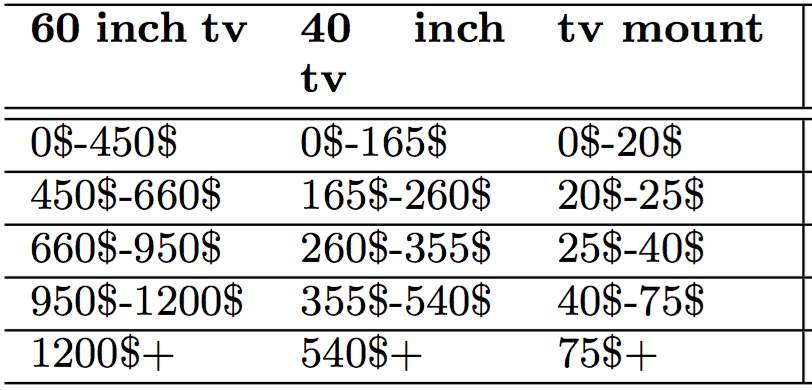 60 inch tv 40 inch tv mount
tv
0$-450$ 0$-165$ 0$-20$
450$-660$ 165$-260$ 20$-25$
660$-950$ 260$-355$ 25$-40$
950$-1200$ 355$-540$ 40$-75$
1200$+ 540$+ 75$+